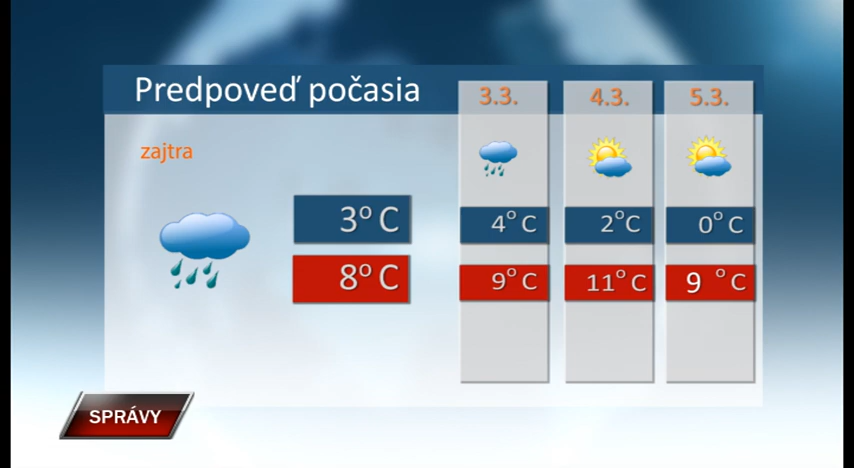 Predpoveď počasia
3.3.
4.3.
5.3.
zajtra
3° C
8° C
4° C
2°C
0° C
9° C
11° C
9 ° C
SPRÁVY